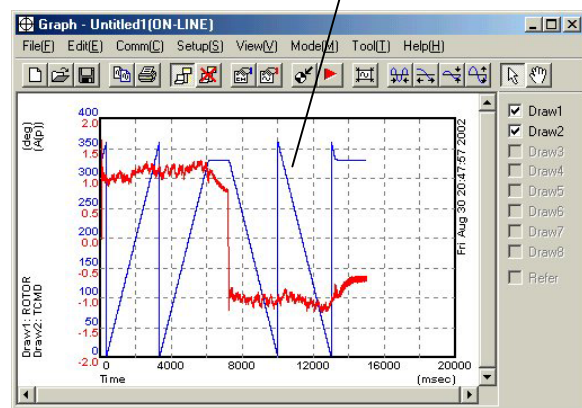 Graph - Untitled1(ON-LINE)
File(F) Edit(E) Comm(C) Setup(S) View(V) Mode(M) Tool(T) Help(H)
(deg)
(A(p))
400
2.0
350
1.5
300
1.0
250
0.5
200
0.0
150
-0.5
100
-1.0
50
-1.5
0
-2.0
0 4000 8000 12000 16000 20000
Time (msec)
Draw1: ROTOR
Draw2: TCMD
Fri Aug 30 20:47:57 2002
Draw1
Draw2
Draw3
Draw4
Draw5
Draw6
Draw7
Draw8
Refer